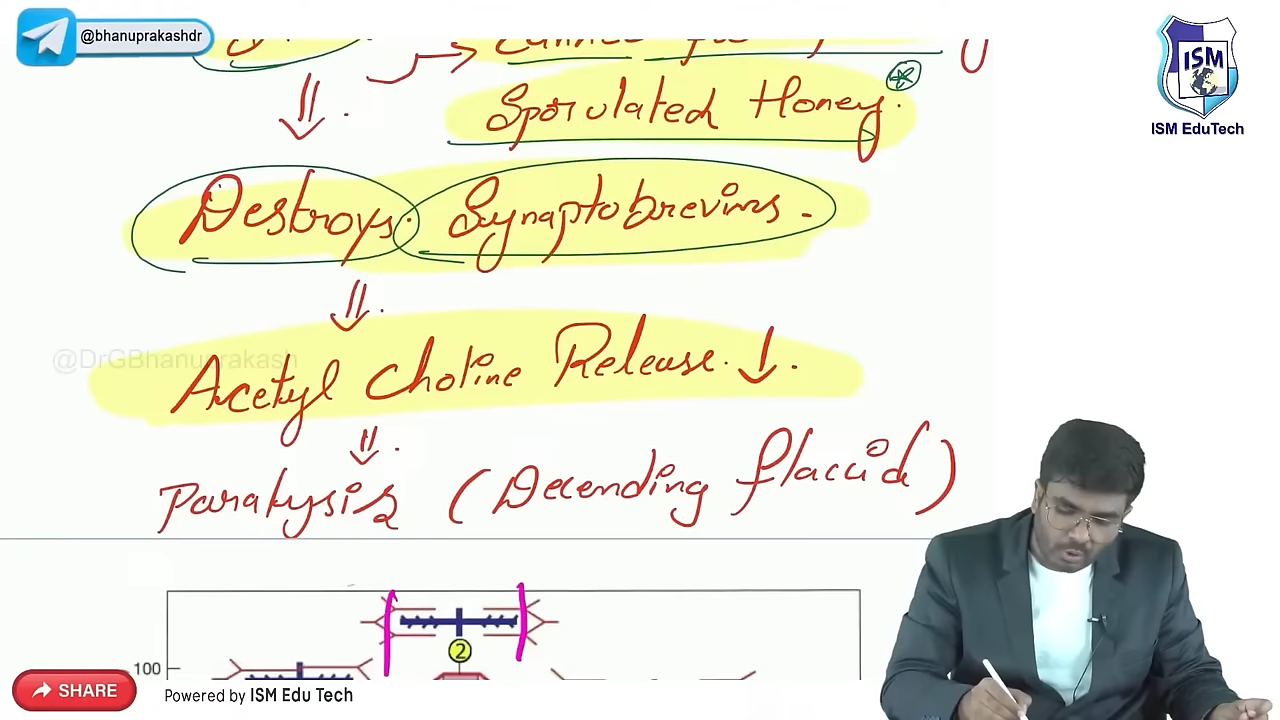 @bhanuprakashdr
ISM
ISM EduTech
Sporulated Honey.
Destroys. Synaptobrevins.
@DrGBhanuprakash
Acetyl Choline Release. ↓.
Paralysis (Decending flaccid)
2
100
SHARE
Powered by ISM Edu Tech